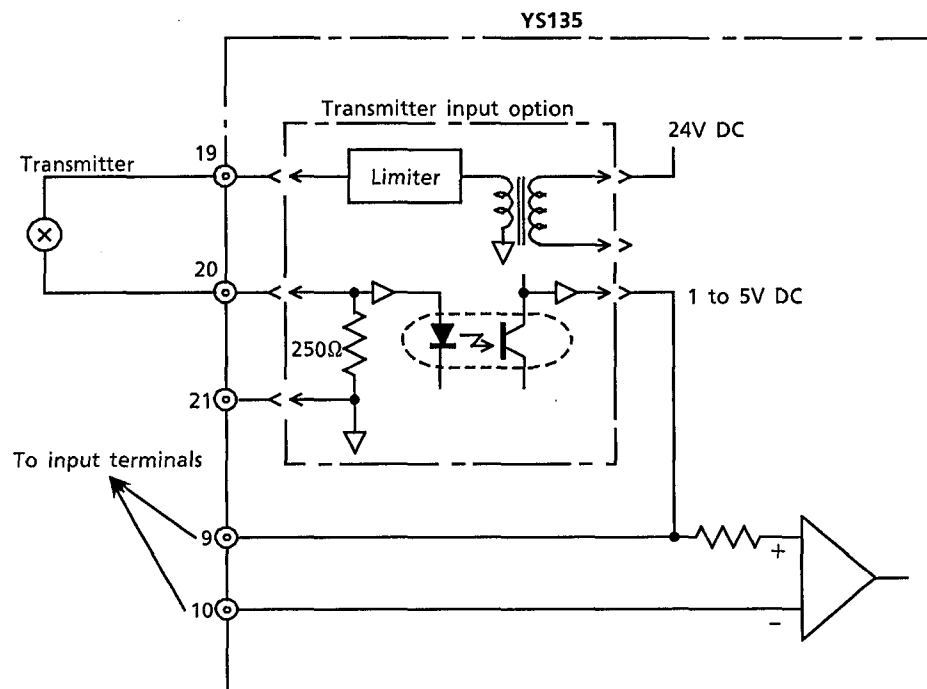 YS135
Transmitter input option
24V DC
19
Transmitter
Limiter
20
1 to 5V DC
250Ω
21
To input terminals
9
+
10
−